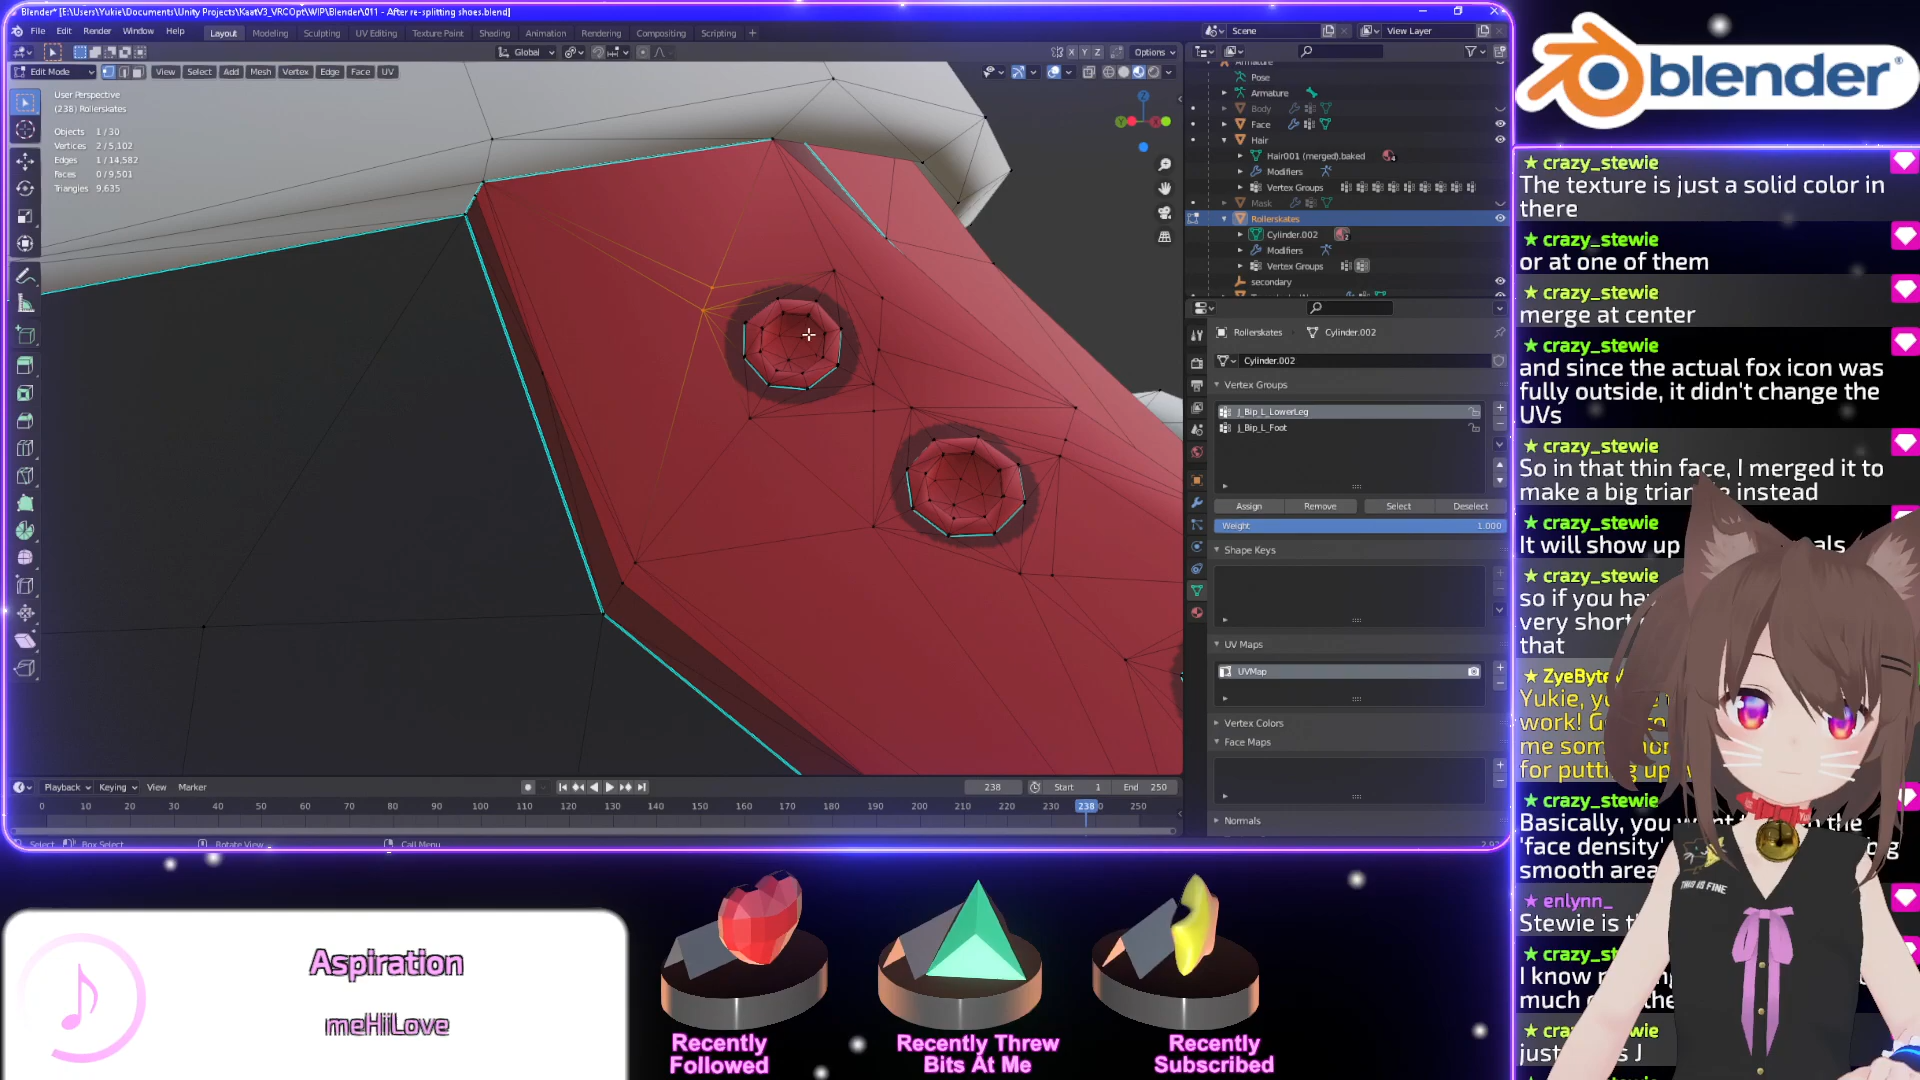 Blender* [E:\Users\Yukie\Documents\Unity Projects\KaatV3_VRCOpt\WIP\Blender\011 - After re-splitting shoes.blend]
File Edit Render Window Help
Layout Modeling Sculpting UV Editing Texture Paint Shading Animation Rendering Compositing Scripting
Scene
View Layer
Global
X Y Z
Options
Edit Mode
View Select Add Mesh Vertex Edge Face UV
User Perspective
(238) Rollerskates
Objects 1 / 30
Vertices 2 / 5,102
Edges 1 / 14,582
Faces 0 / 9,501
Triangles 9,635
Armature
Pose
Armature
Body
Face
Hair
Hair001 (merged).baked
Modifiers
Vertex Groups
Mask
Rollerskates
Cylinder.002
Modifiers
Vertex Groups
secondary
Rollerskates Cylinder.002
Cylinder.002
Vertex Groups
J_Bip_L_LowerLeg
J_Bip_L_Foot
Assign Remove Select Deselect
Weight 1.000
Shape Keys
UV Maps
UVMap
Vertex Colors
Face Maps
Normals
Playback Keying View Marker
238
Start 1
End 250
0 10 20 30 40 50 60 70 80 90 100 110 120 130 140 150 160 170 180 190 200 210 220 230 238 250
Select Box Select Rotate View Call Menu
blender
crazy_stewie
The texture is just a solid color in
there
crazy_stewie
or at one of them
crazy_stewie
merge at center
crazy_stewie
and since the actual fox icon was
fully outside, it didn't change the
UVs
crazy_stewie
So in that thin face, I merged it to
make a big triangle instead
crazy_stewie
It will show up
crazy_stewie
so if you
very short
that
Yukie,
work!
me
for putting up
crazy_stewie
Basically, you want the
'face density'
smooth area
enlynn_
Stewie is
I know
much
just
THIS IS FINE
Aspiration
meHiiLove
Recently
Followed
Recently Threw
Bits At Me
Recently
Subscribed